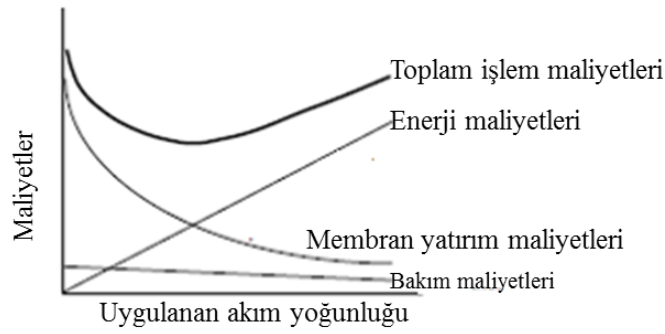 Toplam işlem maliyetleri
Enerji maliyetleri
Maliyetler
Membran yatırım maliyetleri
Bakım maliyetleri
Uygulanan akım yoğunluğu